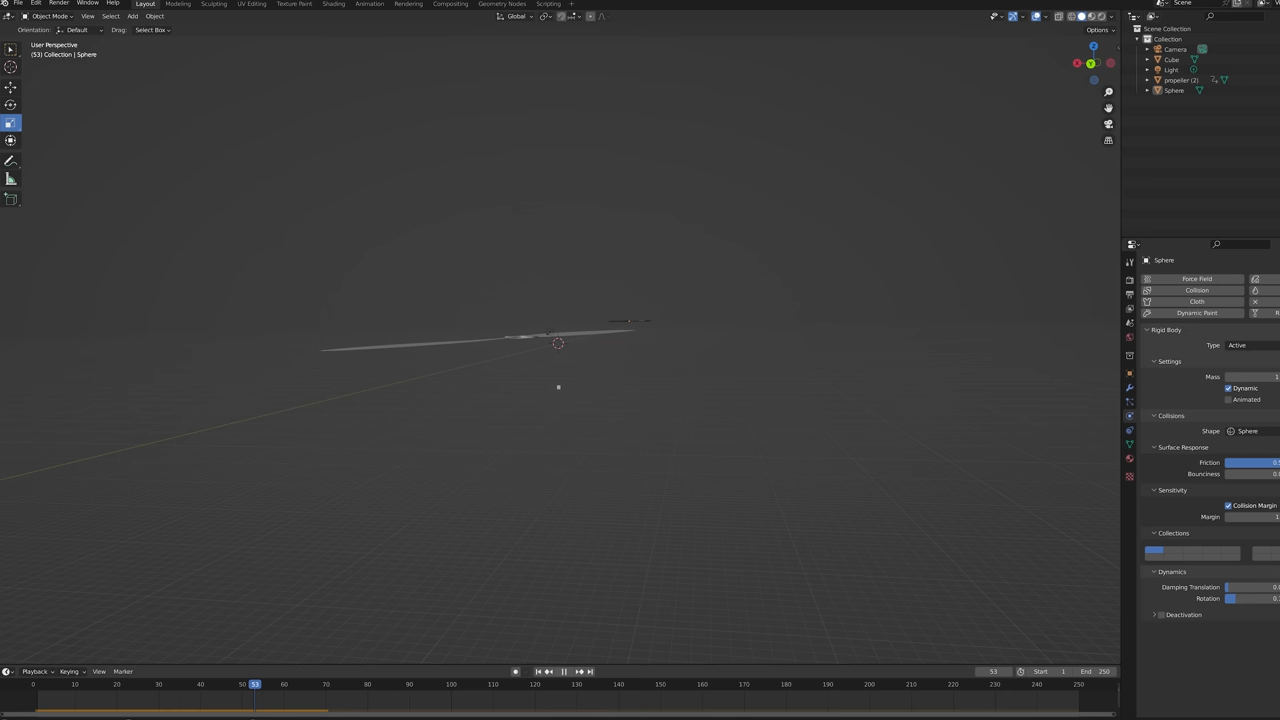 File Edit Render Window Help Layout Modeling Sculpting UV Editing Texture Paint Shading Animation Rendering Compositing Geometry Nodes Scripting Scene
Object Mode View Select Add Object Global
Orientation: Default Drag: Select Box Options
User Perspective
(53) Collection | Sphere
Z
X
Y
Scene Collection
Collection
Camera
Cube
Light
propeller (2)
Sphere
Sphere
Force Field
Collision
Cloth
Dynamic Paint
Rigid Body
Type Active
Settings
Mass 1
Dynamic
Animated
Collisions
Shape Sphere
Surface Response
Friction
Bounciness
Sensitivity
Collision Margin
Margin
Collections
Dynamics
Damping Translation
Rotation
Deactivation
Playback Keying View Marker 53 Start 1 End 250
0 10 20 30 40 50 53 60 70 80 90 100 110 120 130 140 150 160 170 180 190 200 210 220 230 240 250